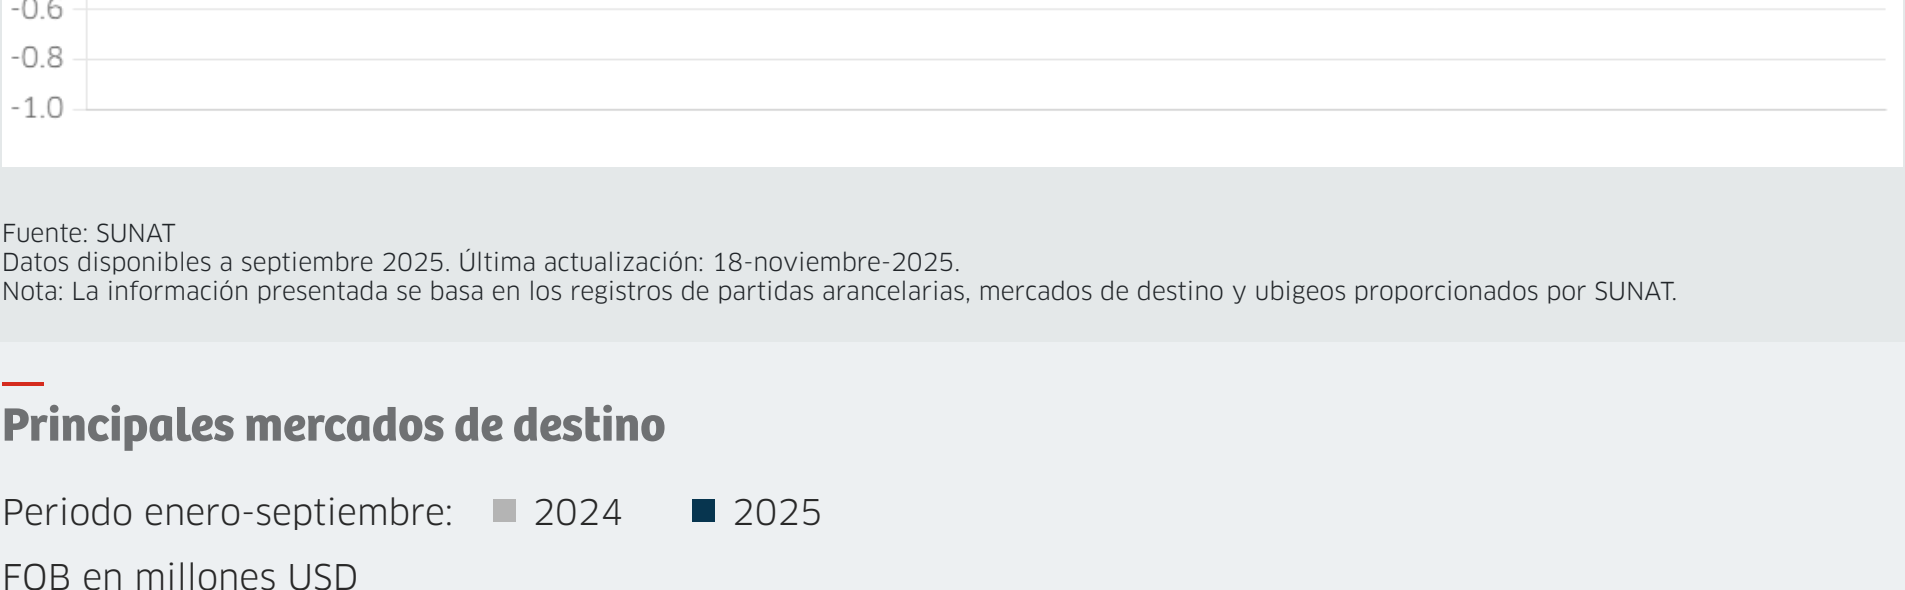 -0.6
-0.8
-1.0
Fuente: SUNAT
Datos disponibles a septiembre 2025. Última actualización: 18-noviembre-2025.
Nota: La información presentada se basa en los registros de partidas arancelarias, mercados de destino y ubigeos proporcionados por SUNAT.
Principales mercados de destino
Periodo enero-septiembre: 2024 2025
FOB en millones USD